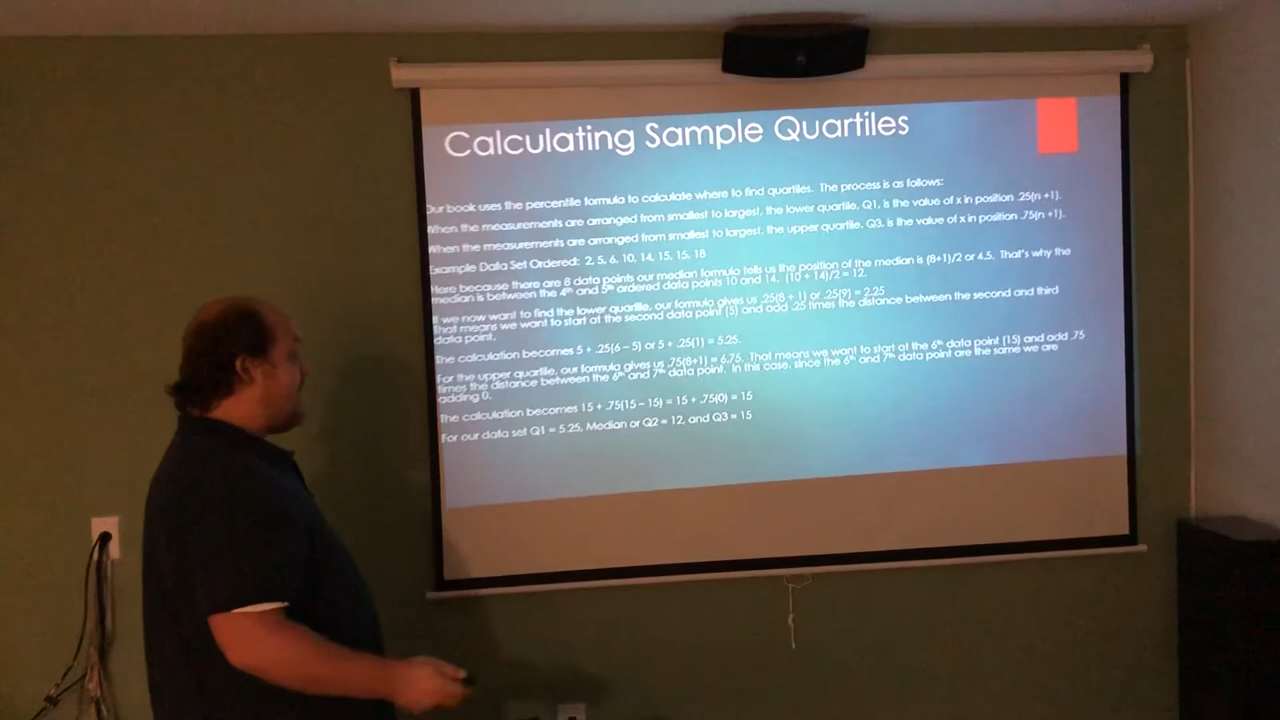 Calculating Sample Quartiles
Our book uses the percentile formula to calculate where to find quartiles. The process is as follows:
When the measurements are arranged from smallest to largest, the lower quartile, Q1, is the value of x in position .25(n +1).
When the measurements are arranged from smallest to largest, the upper quartile, Q3, is the value of x in position .75(n +1).
Example Data Set Ordered: 2, 5, 6, 10, 14, 15, 15, 18
Here because there are 8 data points our median formula tells us the position of the median is (8+1)/2 or 4.5. That's why the
median is between the 4th and 5th ordered data points 10 and 14. (10 + 14)/2 = 12.
If we now want to find the lower quartile, our formula gives us .25(8 + 1) or .25(9) = 2.25
That means we want to start at the second data point (5) and add .25 times the distance between the second and third
data point.
The calculation becomes 5 + .25(6 – 5) or 5 + .25(1) = 5.25.
For the upper quartile, our formula gives us .75(8+1) = 6.75. That means we want to start at the 6th data point (15) and add .75
times the distance between the 6th and 7th data point. In this case, since the 6th and 7th data point are the same we are
adding 0.
The calculation becomes 15 + .75(15 – 15) = 15 + .75(0) = 15
For our data set Q1 = 5.25, Median or Q2 = 12, and Q3 = 15